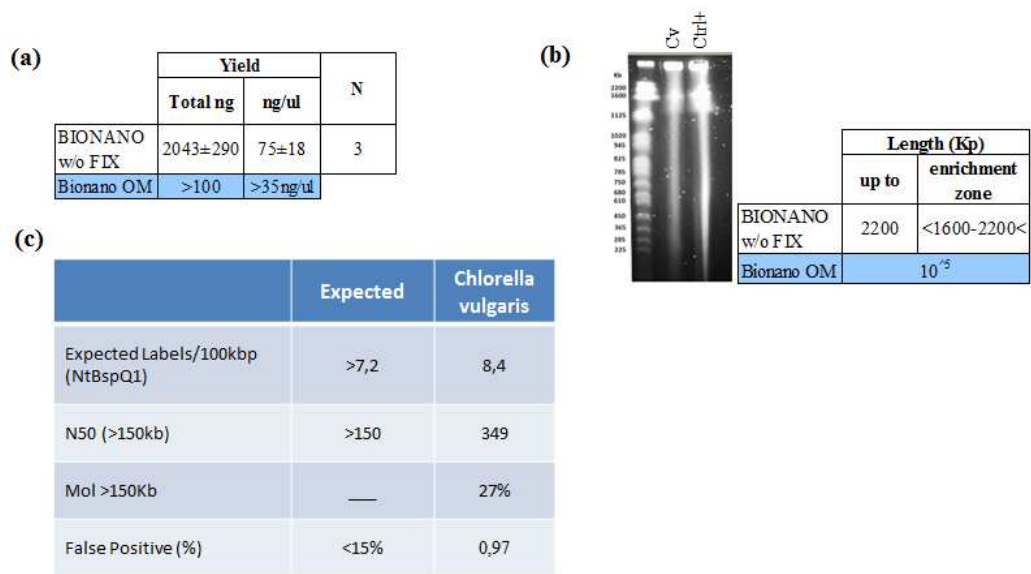 (a)
Yield
N
Total ng
ng/ul
BIONANO w/o FIX
2043±290
75±18
3
Bionano OM
>100
>35ng/ul
(b)
Cv
Ctrl+
Kb
2200
1600
1125
1020
945
825
785
750
680
610
450
365
285
225
Length (Kp)
up to
enrichment zone
BIONANO w/o FIX
2200
<1600-2200<
Bionano OM
10^5
(c)
Expected
Chlorella vulgaris
Expected Labels/100kbp (NtBspQ1)
>7,2
8,4
N50 (>150kb)
>150
349
Mol >150Kb
___
27%
False Positive (%)
<15%
0,97